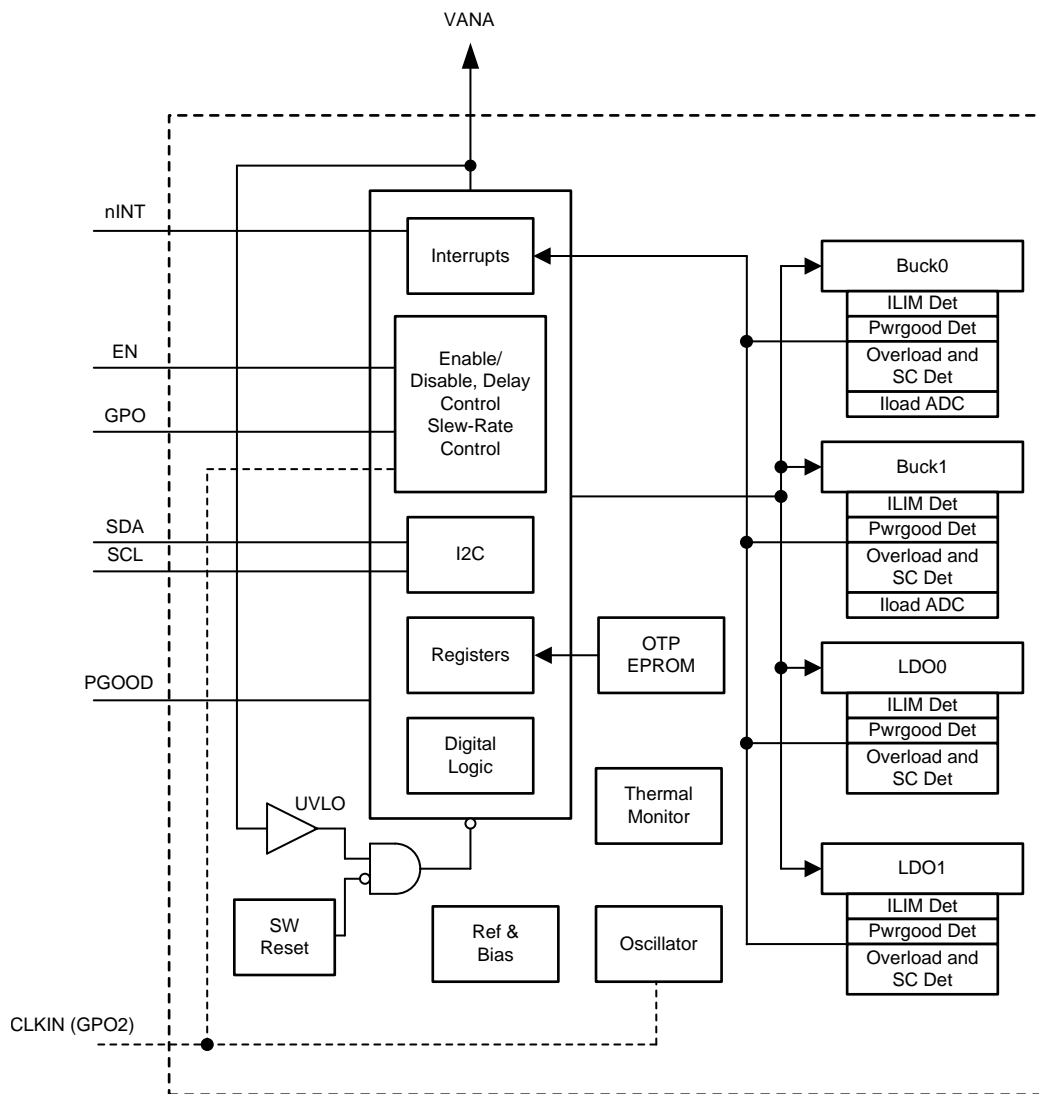 VANA
nINT
Interrupts
EN
GPO
Enable/
Disable, Delay
Control
Slew-Rate
Control
SDA
SCL
I2C
Registers
OTP
EPROM
PGOOD
Digital
Logic
Thermal
Monitor
UVLO
SW
Reset
Ref &
Bias
Oscillator
CLKIN (GPO2)
Buck0
ILIM Det
Pwrgood Det
Overload and
SC Det
Iload ADC
Buck1
ILIM Det
Pwrgood Det
Overload and
SC Det
Iload ADC
LDO0
ILIM Det
Pwrgood Det
Overload and
SC Det
LDO1
ILIM Det
Pwrgood Det
Overload and
SC Det